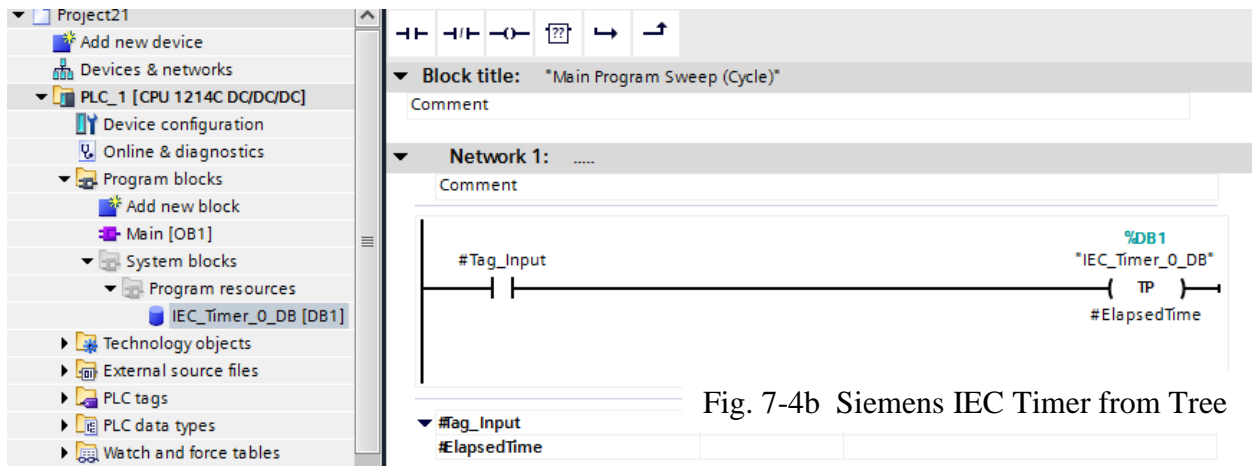 Project21
Add new device
Devices & networks
PLC_1 [CPU 1214C DC/DC/DC]
Device configuration
Online & diagnostics
Program blocks
Add new block
Main [OB1]
System blocks
Program resources
IEC_Timer_0_DB [DB1]
Technology objects
External source files
PLC tags
PLC data types
Watch and force tables
??
Block title: "Main Program Sweep (Cycle)"
Comment
Network 1: .....
Comment
%DB1
#Tag_Input "IEC_Timer_0_DB"
TP
#ElapsedTime
Fig. 7-4b Siemens IEC Timer from Tree
#Tag_Input
#ElapsedTime